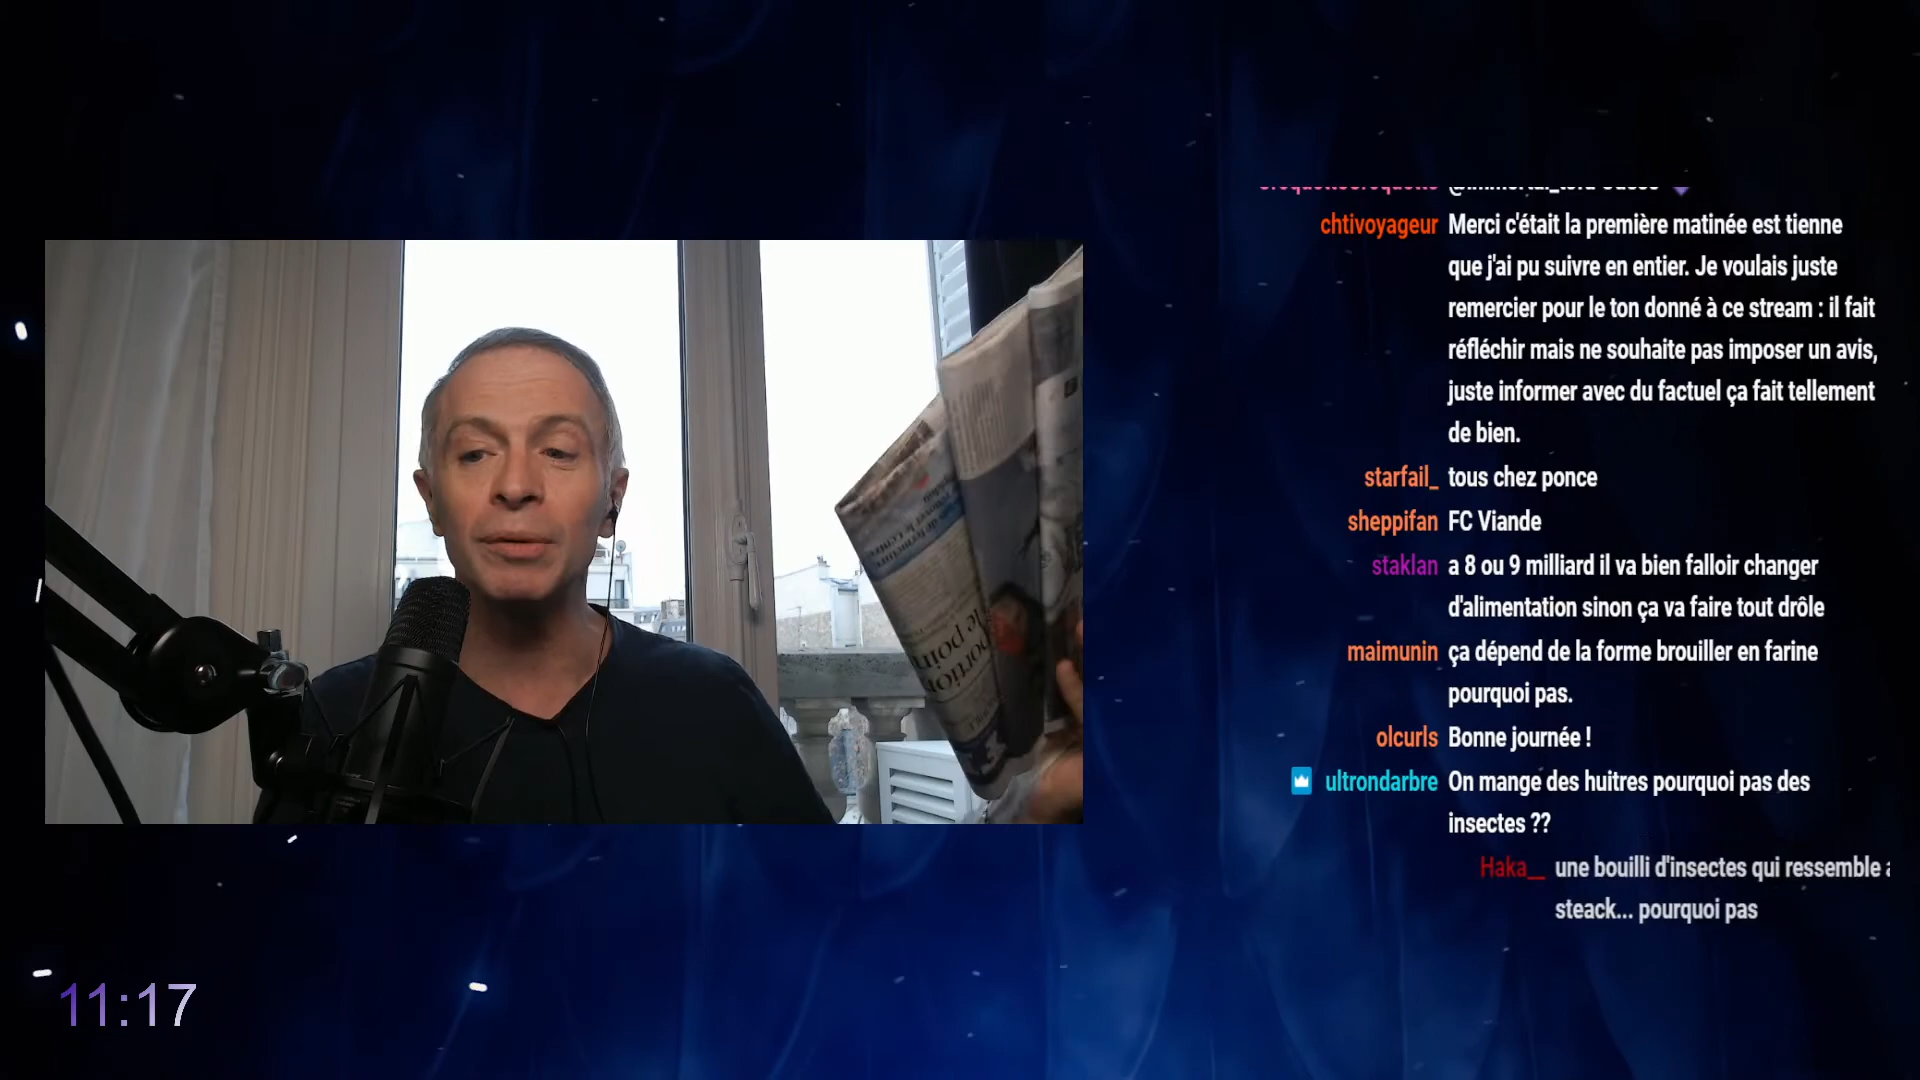 chtivoyageur Merci c'était la première matinée est tienne
que j'ai pu suivre en entier. Je voulais juste
remercier pour le ton donné à ce stream : il fait
réfléchir mais ne souhaite pas imposer un avis,
juste informer avec du factuel ça fait tellement
de bien.
starfail_ tous chez ponce
sheppifan FC Viande
staklan a 8 ou 9 milliard il va bien falloir changer
d'alimentation sinon ça va faire tout drôle
maimunin ça dépend de la forme brouiller en farine
pourquoi pas.
olcurls Bonne journée !
ultrondarbre On mange des huitres pourquoi pas des
insectes ??
Haka__ une bouilli d'insectes qui ressemble
steack... pourquoi pas
11:17